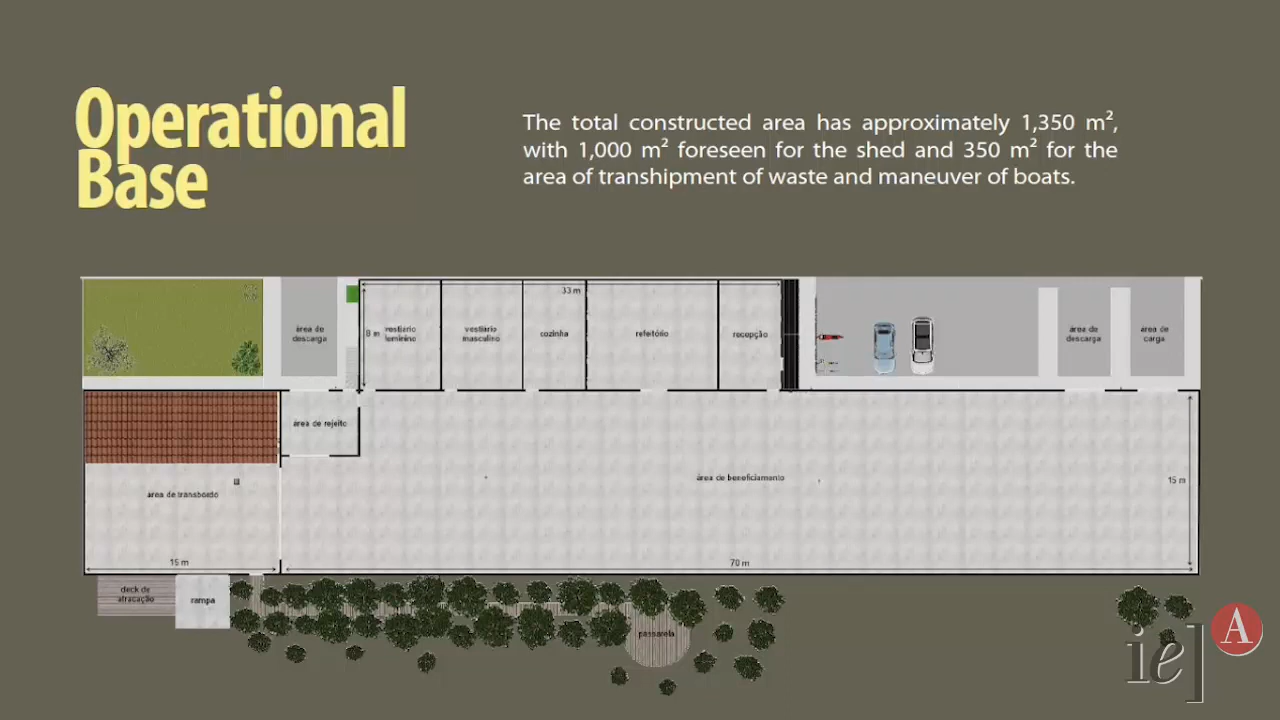 Operational
Base
The total constructed area has approximately 1,350 m²,
with 1,000 m² foreseen for the shed and 350 m² for the
area of transhipment of waste and maneuver of boats.
33 m
área de
descarga
8 m
vestiário
feminino
vestiário
masculino
cozinha
refeitório
recepção
área de
descarga
área de
carga
área de rejeito
área de beneficiamento
15 m
área de transbordo
15 m
70 m
deck de
atracação
rampa
passarela
ie]
A